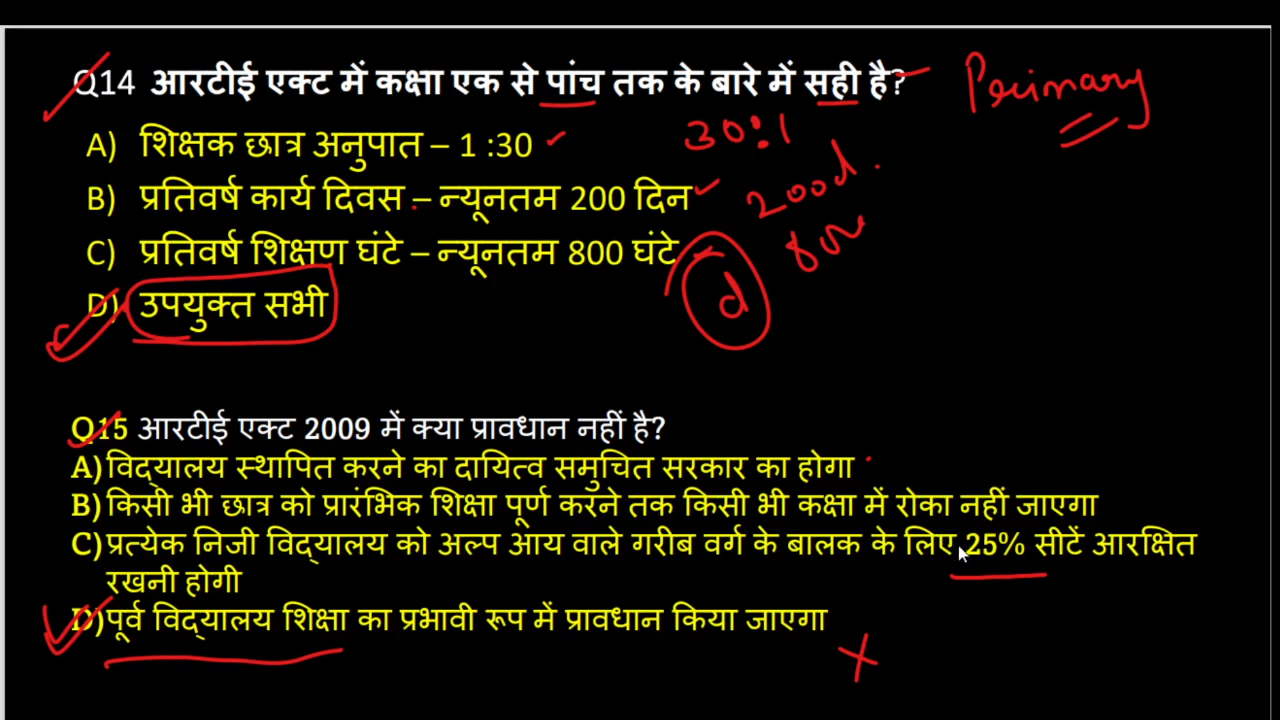 Q14 आरटीई एक्ट में कक्षा एक से पांच तक के बारे में सही है?
Primary
A) शिक्षक छात्र अनुपात – 1 :30
30:1
B) प्रतिवर्ष कार्य दिवस – न्यूनतम 200 दिन
200d.
C) प्रतिवर्ष शिक्षण घंटे – न्यूनतम 800 घंटे
d
D) उपयुक्त सभी
Q15 आरटीई एक्ट 2009 में क्या प्रावधान नहीं है?
A) विद्यालय स्थापित करने का दायित्व समुचित सरकार का होगा
B) किसी भी छात्र को प्रारंभिक शिक्षा पूर्ण करने तक किसी भी कक्षा में रोका नहीं जाएगा
C) प्रत्येक निजी विद्यालय को अल्प आय वाले गरीब वर्ग के बालक के लिए 25% सीटें आरक्षित
रखनी होगी
D) पूर्व विद्यालय शिक्षा का प्रभावी रूप में प्रावधान किया जाएगा